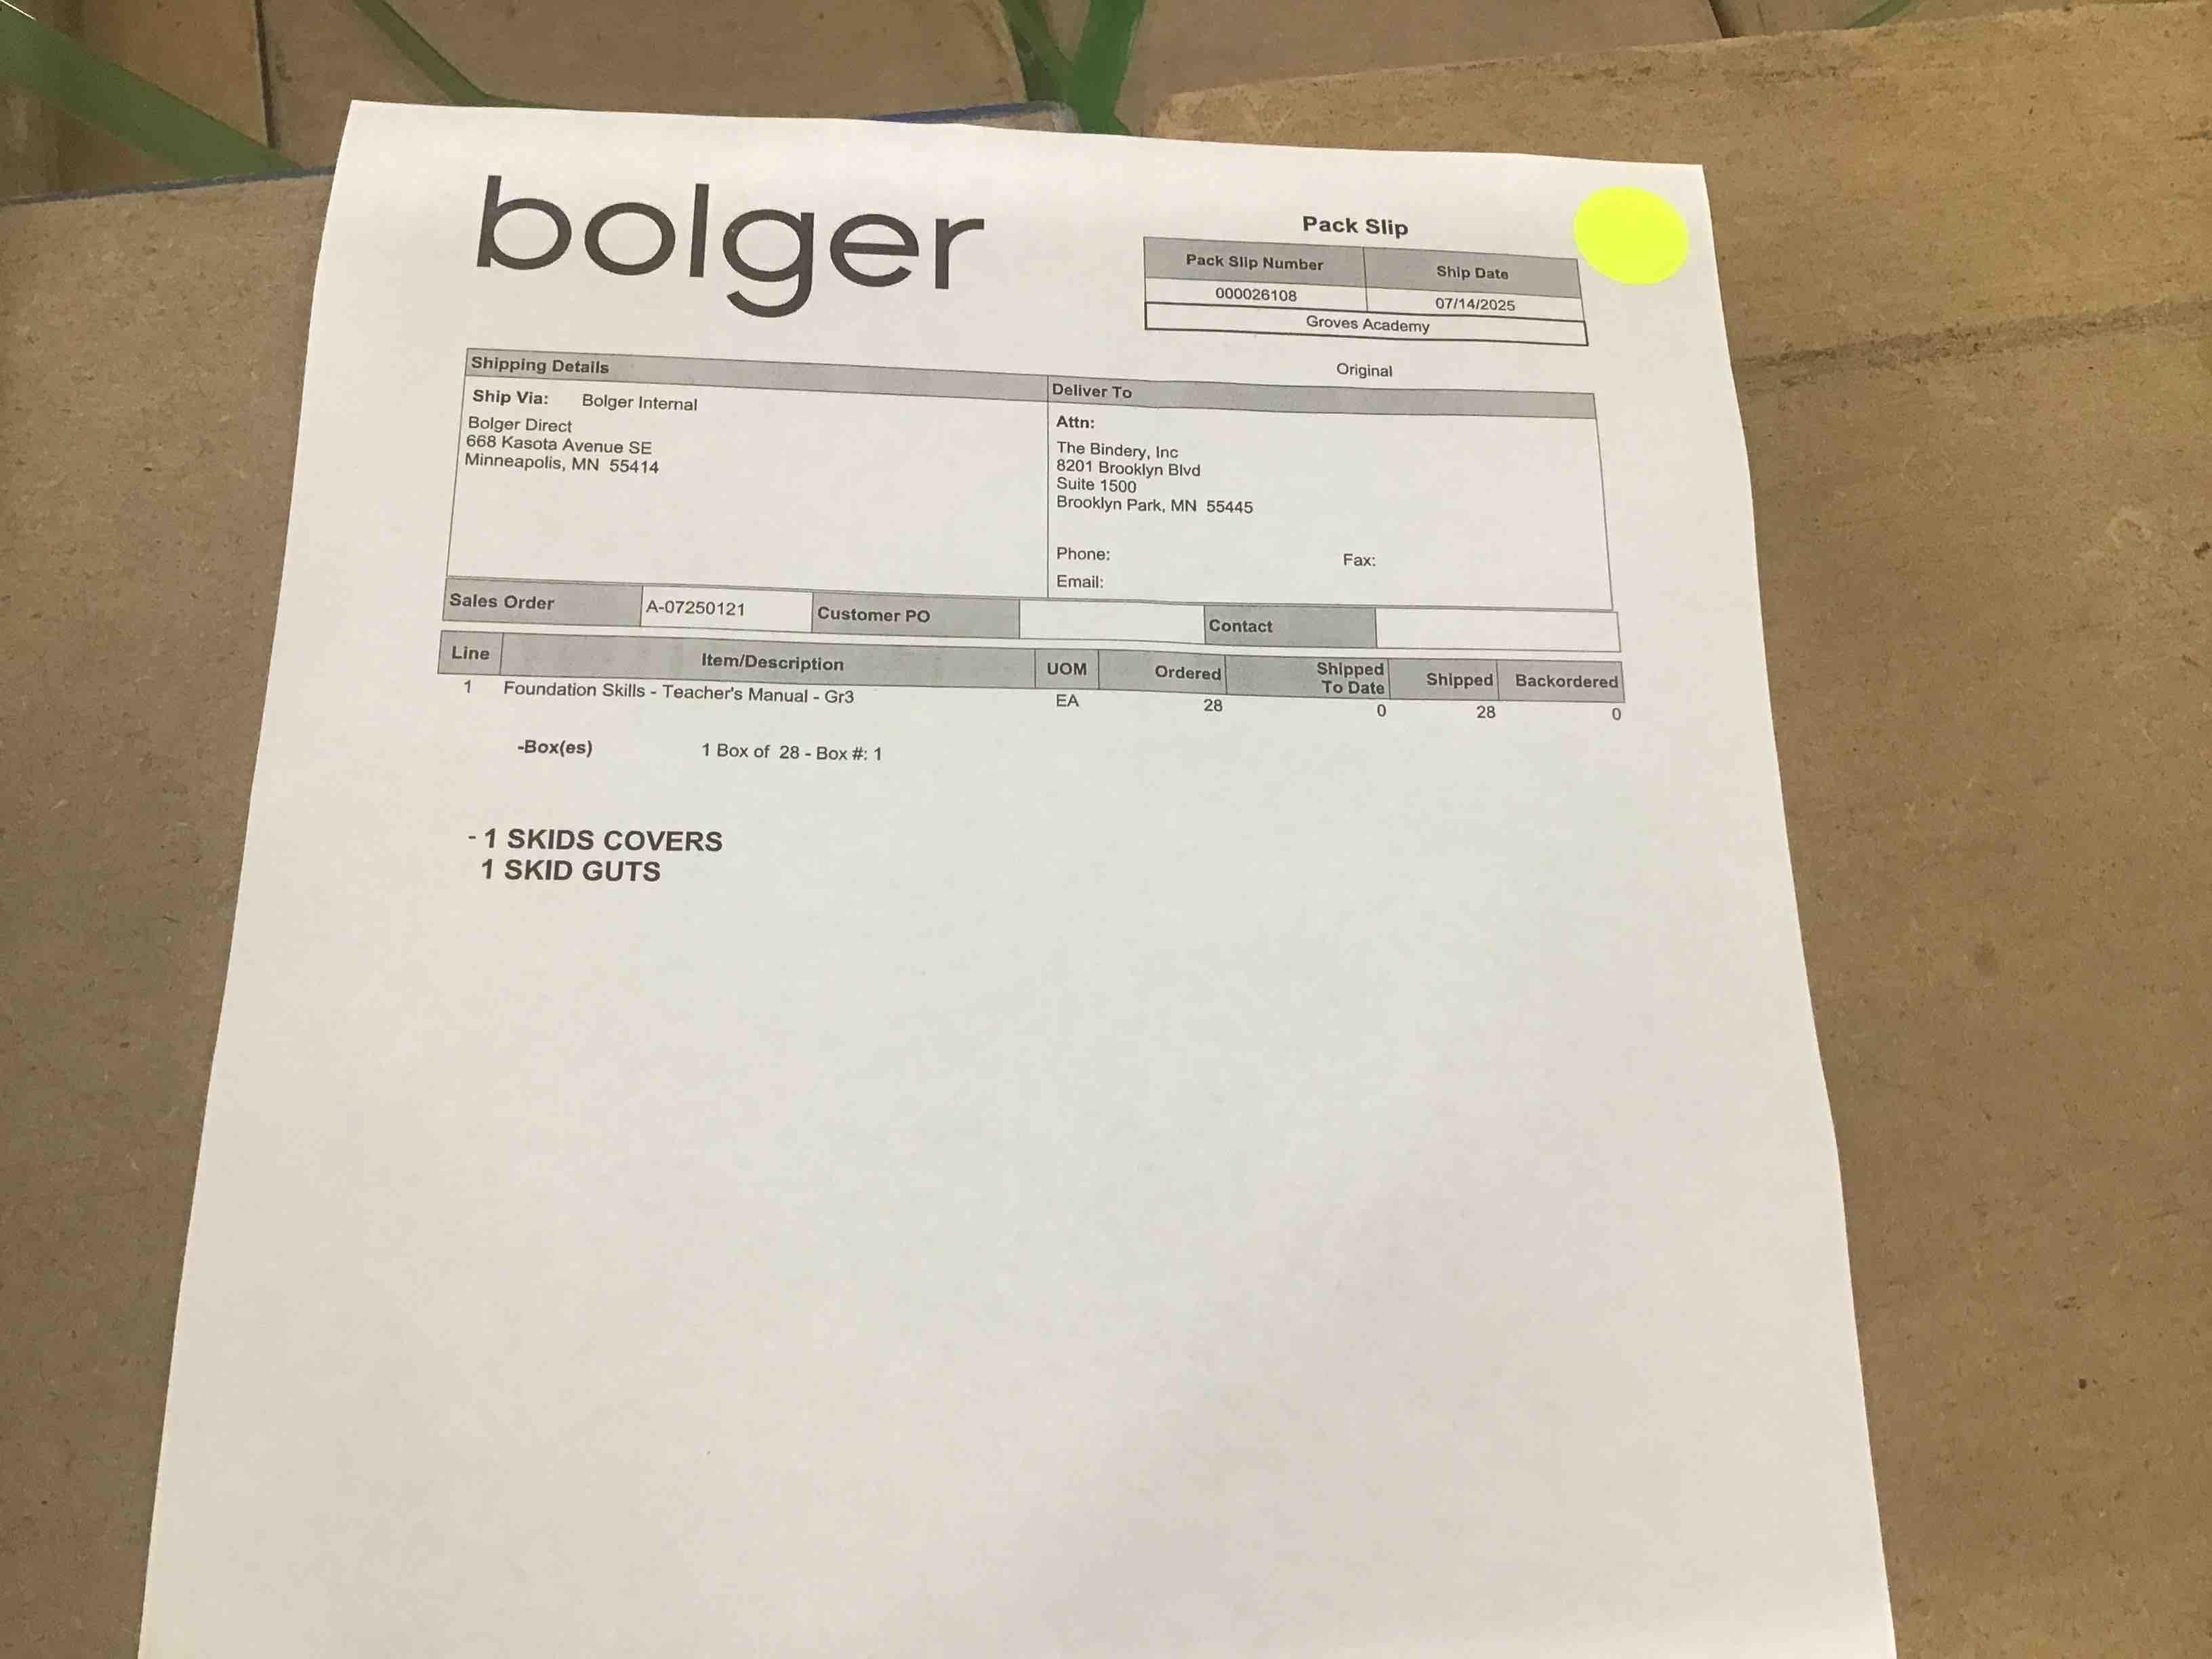 bolger
Pack Slip
Pack Slip Number Ship Date
000026108 07/14/2025
Groves Academy
Original
Shipping Details
Ship Via: Bolger Internal
Bolger Direct
668 Kasota Avenue SE
Minneapolis, MN 55414
Deliver To
Attn:
The Bindery, Inc
8201 Brooklyn Blvd
Suite 1500
Brooklyn Park, MN 55445
Phone: Fax:
Email:
Sales Order A-07250121 Customer PO Contact
Line Item/Description UOM Ordered Shipped To Date Shipped Backordered
1 Foundation Skills - Teacher's Manual - Gr3 EA 28 0 28 0
-Box(es) 1 Box of 28 - Box #: 1
- 1 SKIDS COVERS
1 SKID GUTS